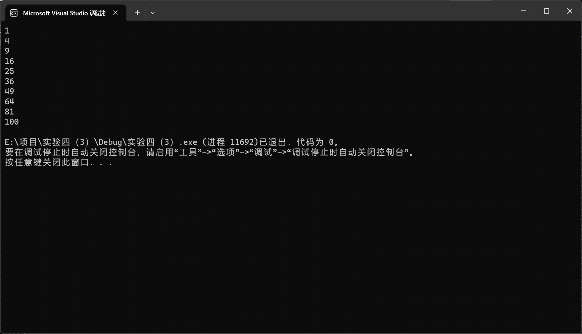 Microsoft Visual Studio 调试控
1
4
9
16
25
36
49
64
81
100
E:\项目\实验四（3）\Debug\实验四（3）.exe (进程 11692)已退出，代码为 0。
要在调试停止时自动关闭控制台，请启用“工具”->“选项”->“调试”->“调试停止时自动关闭控制台”。
按任意键关闭此窗口. . .